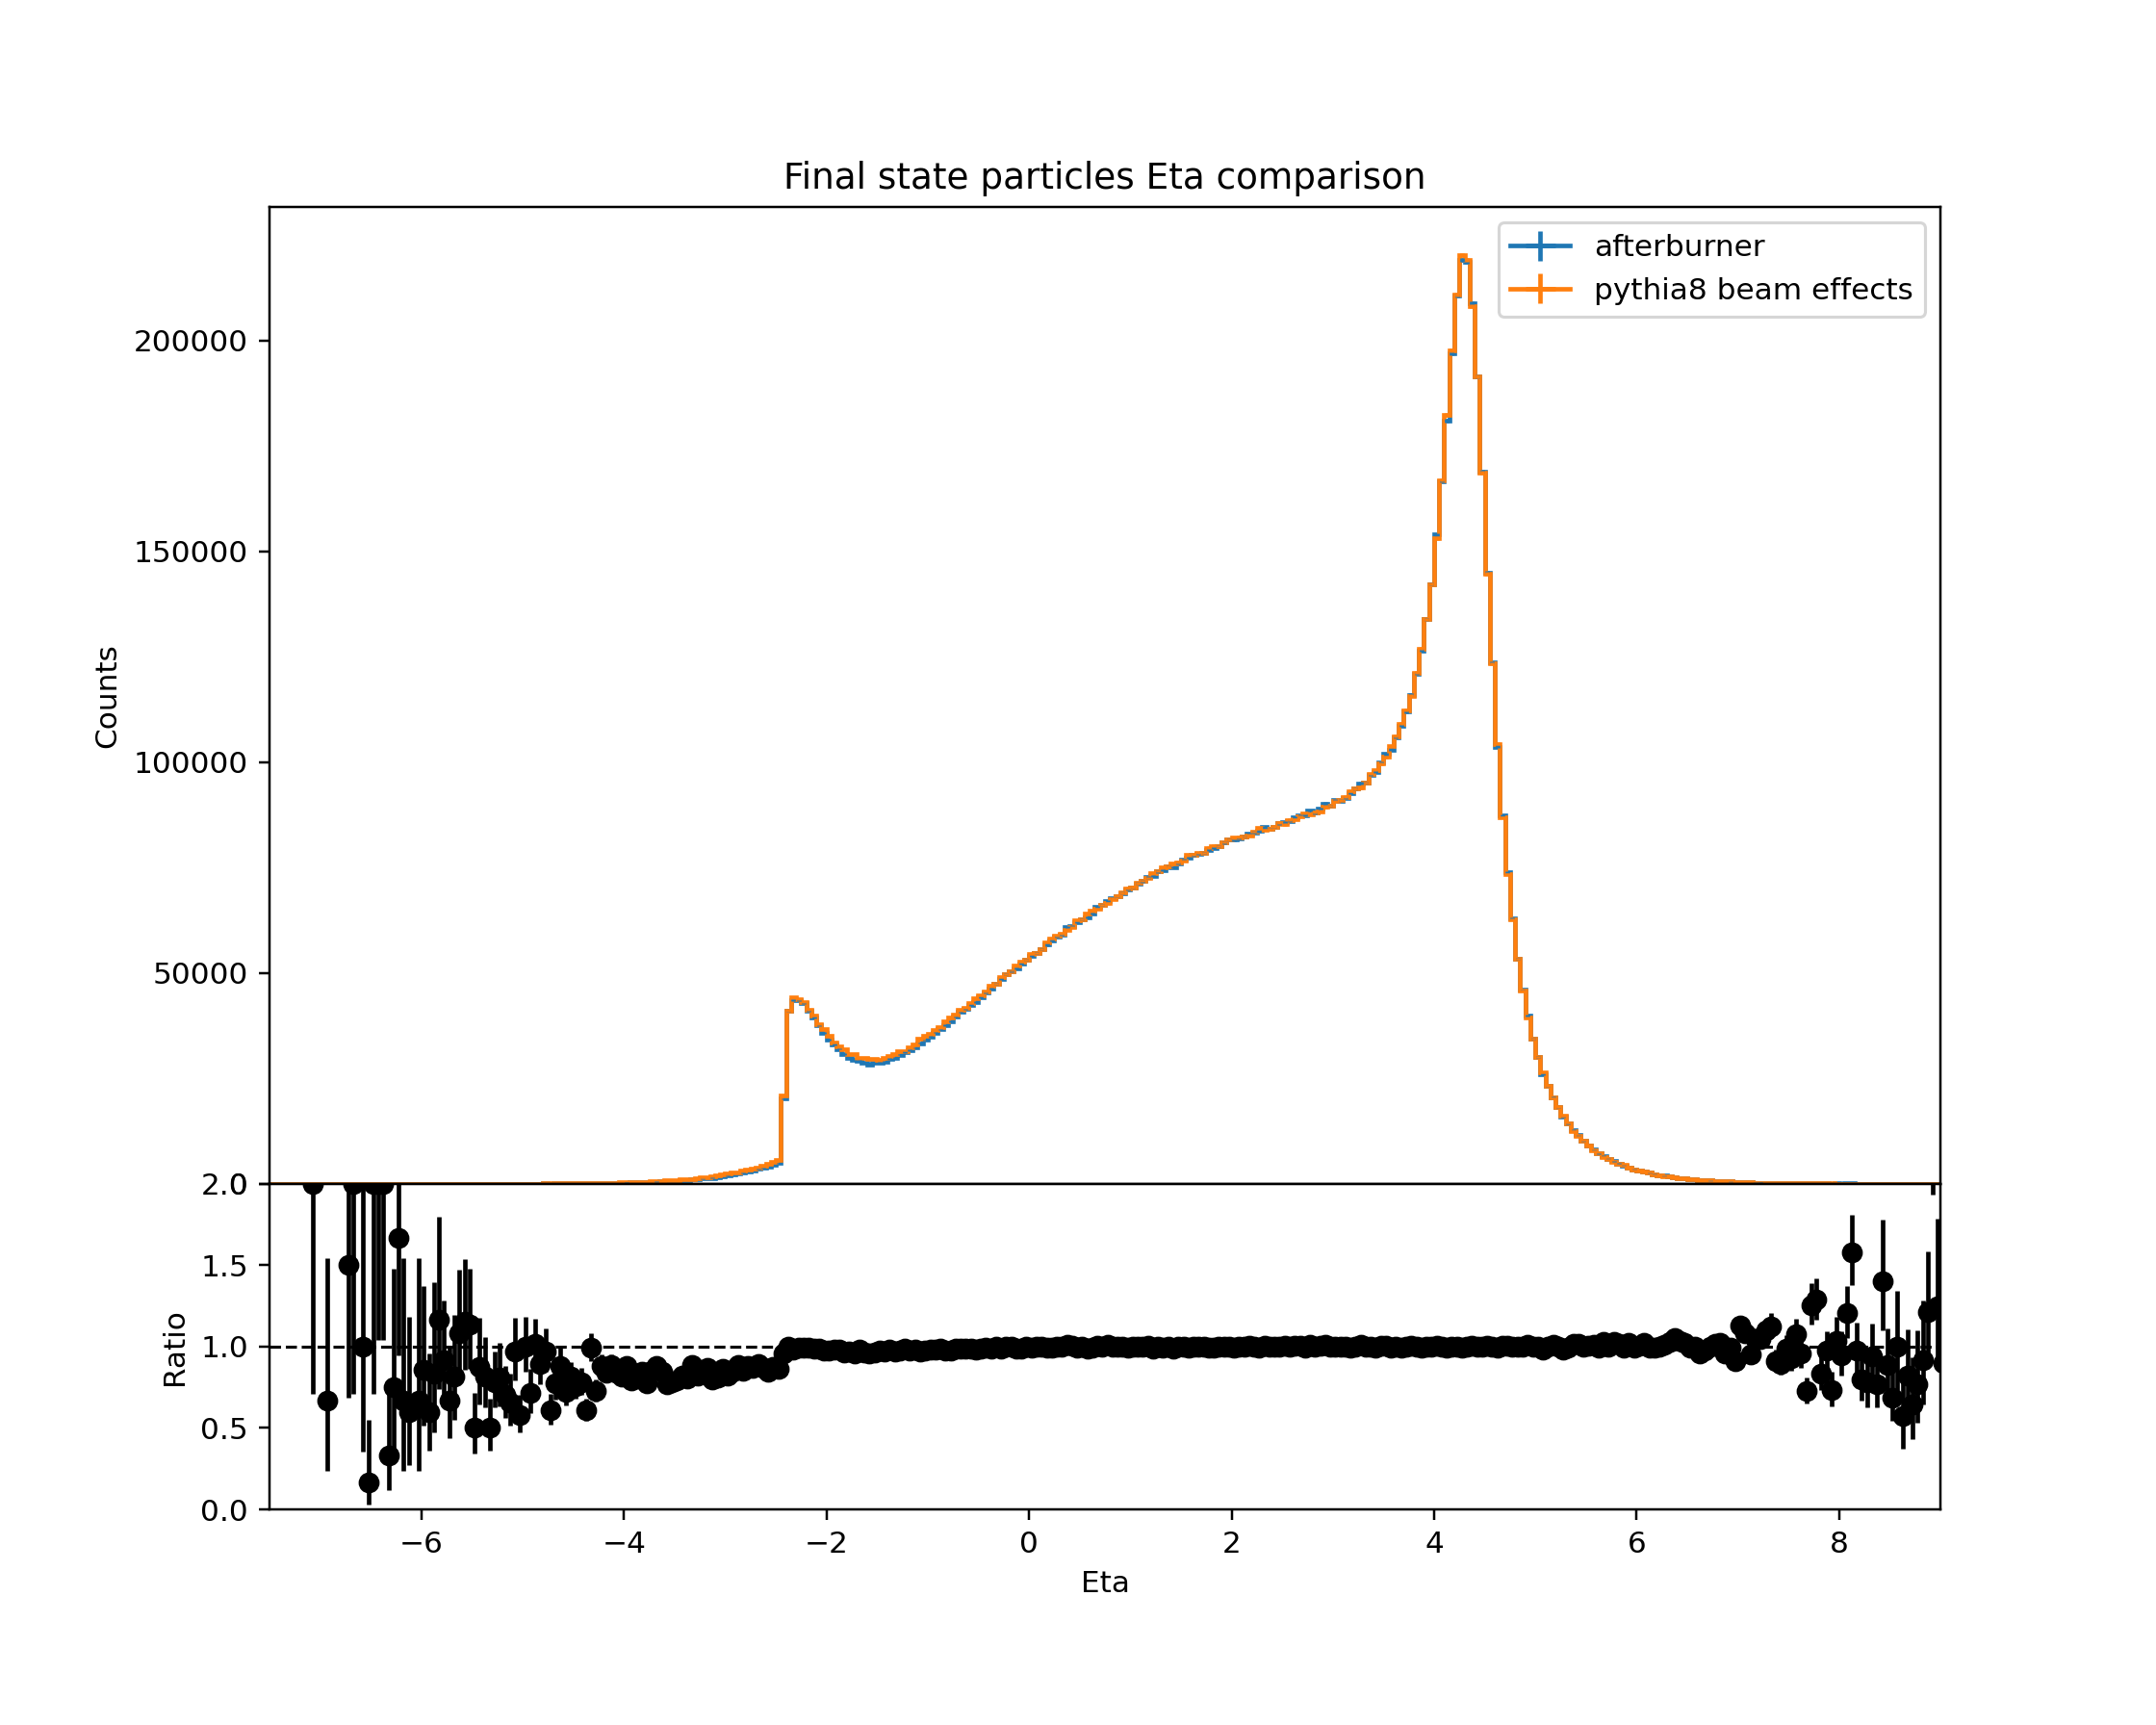 Final state particles Eta comparison
afterburner
pythia8 beam effects
200000
150000
100000
50000
Counts
2.0
1.5
1.0
0.5
0.0
Ratio
−6 −4 −2 0 2 4 6 8
Eta